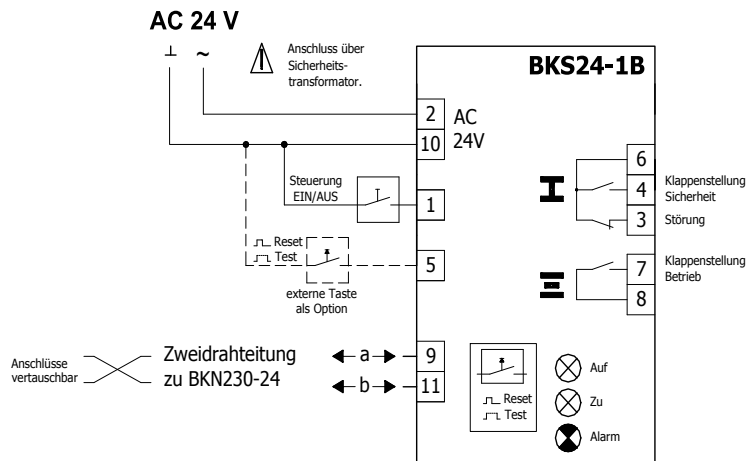 AC 24 V
⊥ ~
Anschluss über
Sicherheits-
transformator.
BKS24-1B
2
10
AC
24V
Steuerung
EIN/AUS
1
Reset
Test
5
externe Taste
als Option
6
4
3
Klappenstellung
Sicherheit
Störung
7
8
Klappenstellung
Betrieb
Anschlüsse
vertauschbar
Zweidrahteitung
zu BKN230-24
a
b
9
11
Reset
Test
Auf
Zu
Alarm